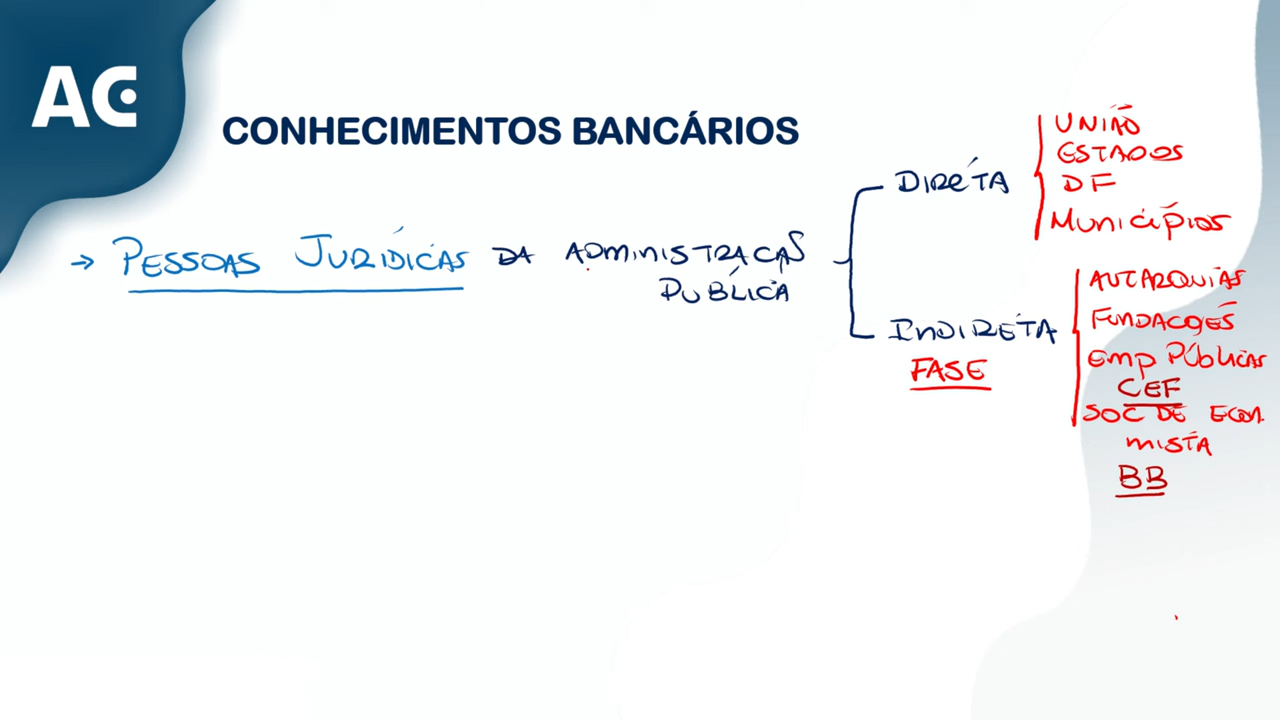 AC
CONHECIMENTOS BANCÁRIOS
→ PESSOAS JURÍDICAS DA ADMINISTRAÇÃO
PÚBLICA
DIRETA
UNIÃO
ESTADOS
DF
MUNICÍPIOS
INDIRETA
FASE
AUTARQUIAS
FUNDAÇÕES
EMP PÚBLICAS
CEF
SOC DE ECON.
MISTA
BB